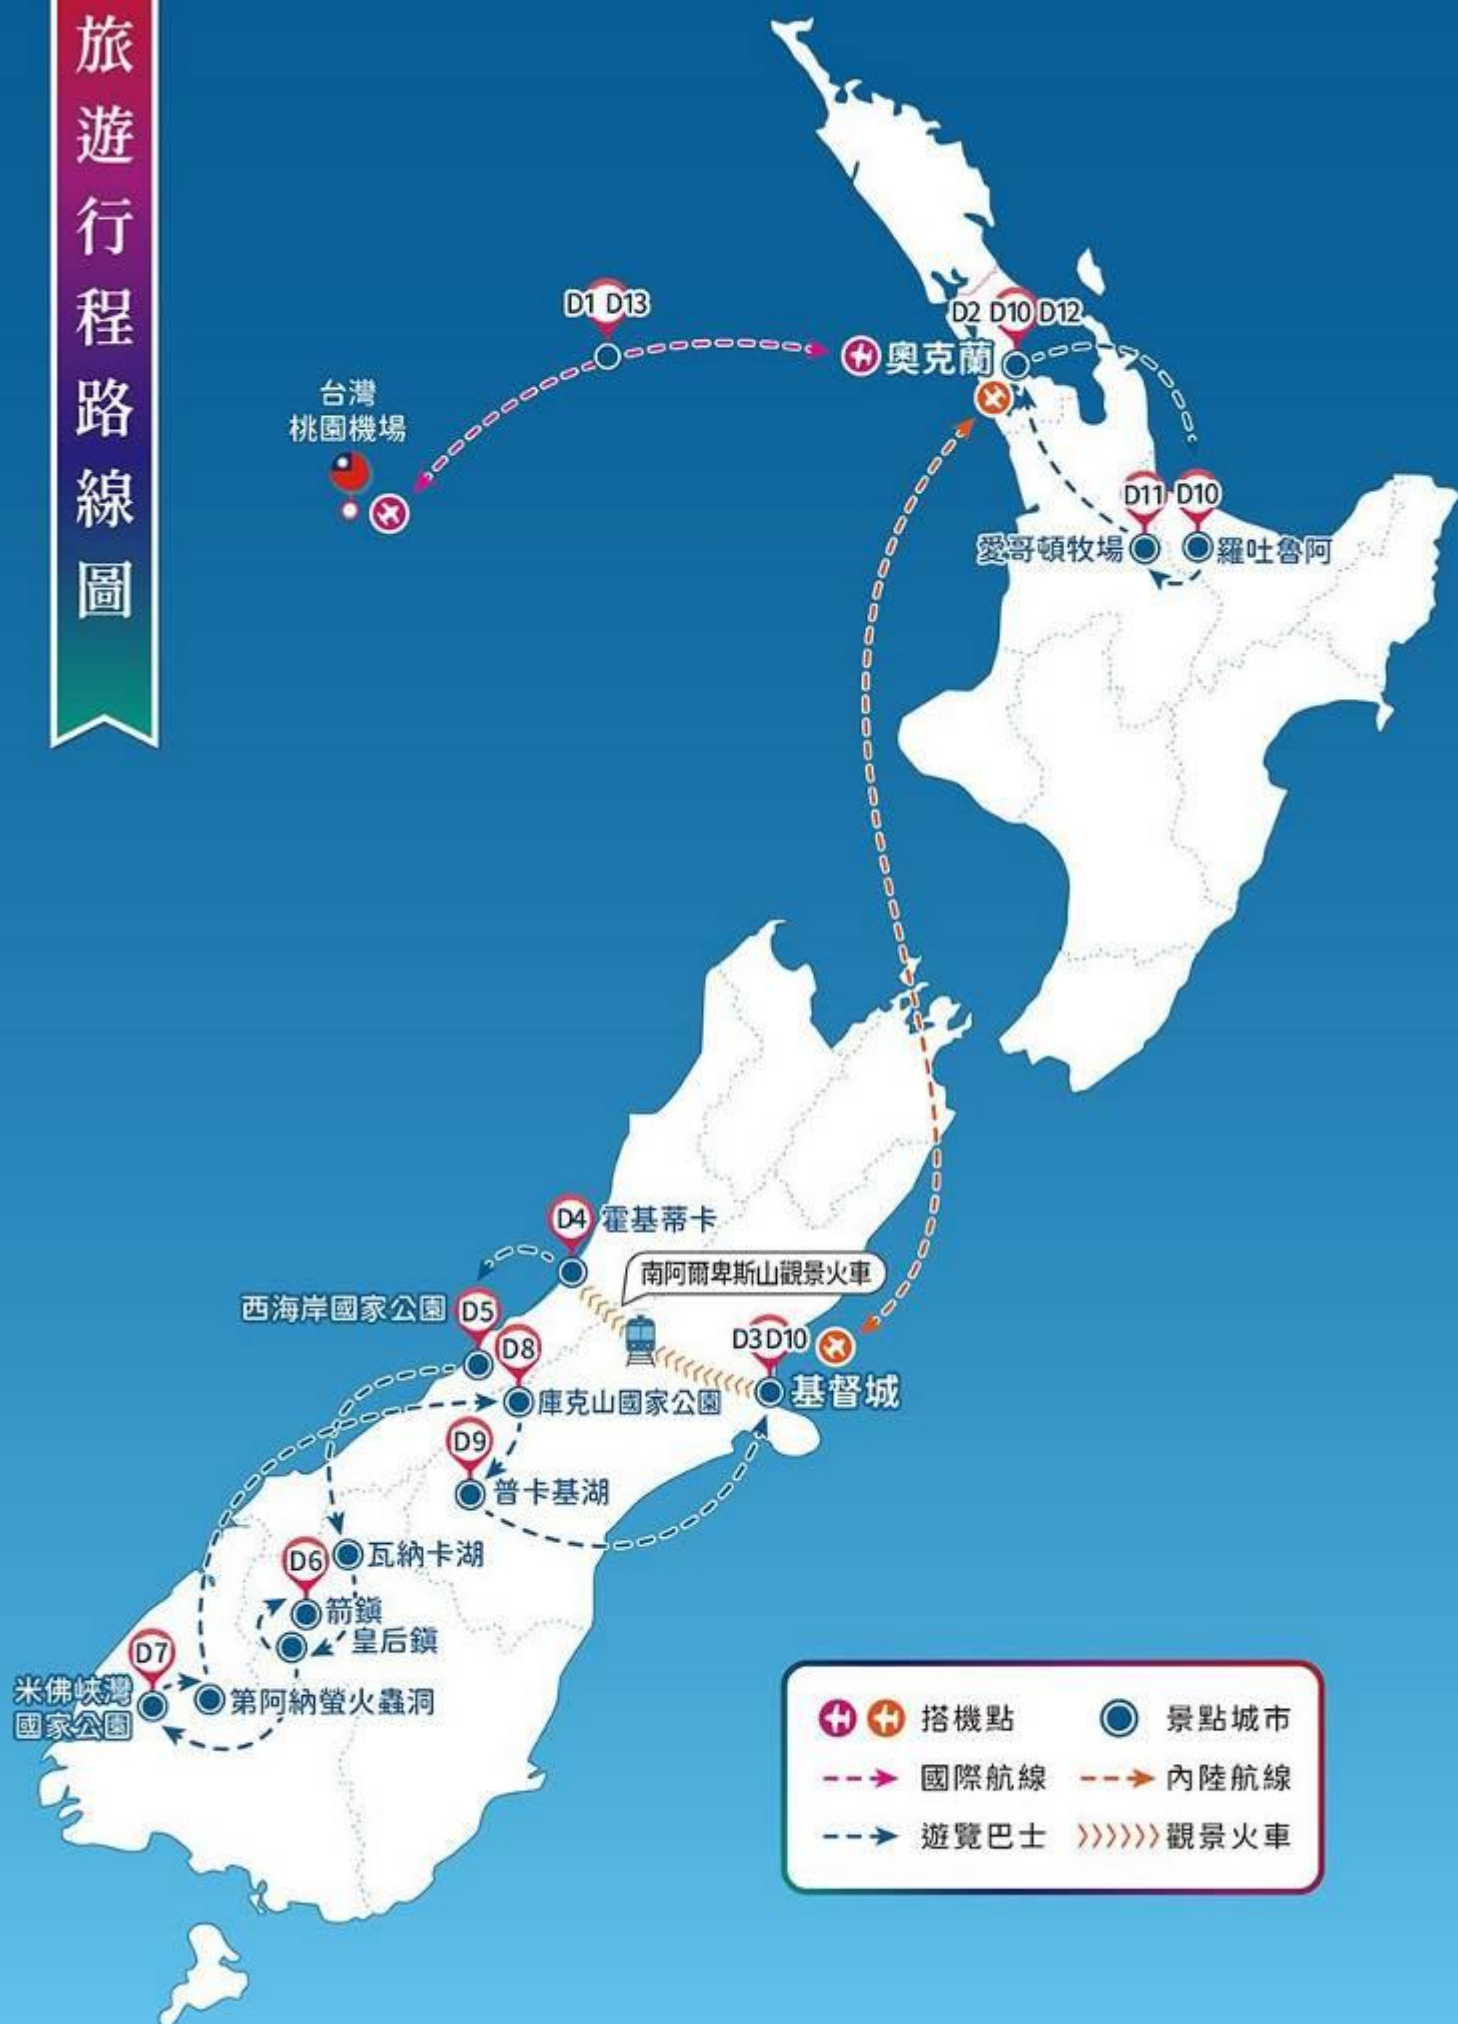 旅遊行程路線圖
D1 D13
D2 D10 D12
奧克蘭
台灣
桃園機場
D11 D10
愛哥頓牧場
羅吐魯阿
D4 霍基蒂卡
南阿爾卑斯山觀景火車
西海岸國家公園 D5
D8
D3 D10
庫克山國家公園
基督城
D9
普卡基湖
D6 瓦納卡湖
箭鎮
皇后鎮
D7
米佛峽灣
國家公園
第阿納螢火蟲洞
搭機點 景點城市
國際航線 內陸航線
遊覽巴士 觀景火車